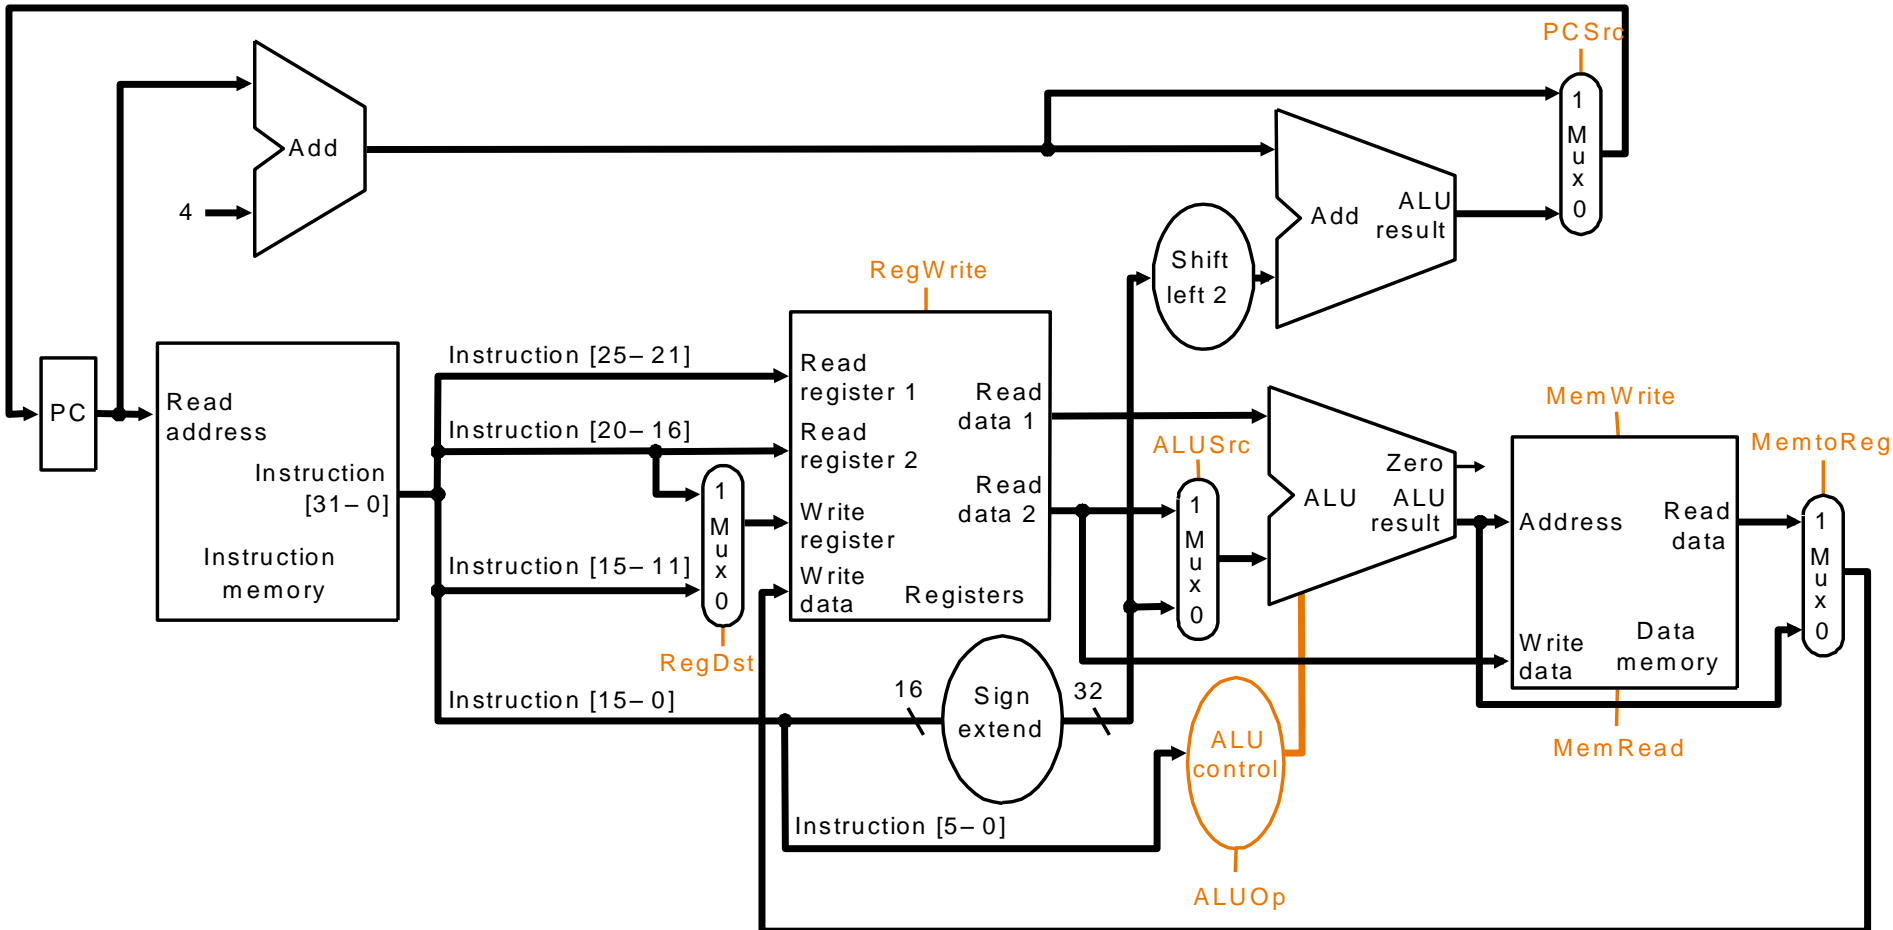 PCSrc
1
Mux
0
Add
4
Add
ALU
result
Shift
left 2
RegWrite
PC
Read
address
Instruction
[31–0]
Instruction
memory
Instruction [25–21]
Instruction [20–16]
1
Mux
0
Instruction [15–11]
RegDst
Instruction [15–0]
Read
register 1
Read
register 2
Write
register
Write
data
Read
data 1
Read
data 2
Registers
16
Sign
extend
32
Instruction [5–0]
ALUSrc
1
Mux
0
Zero
ALU
ALU
result
ALU
control
ALUOp
MemWrite
Address
Read
data
Write
data
Data
memory
MemRead
MemtoReg
1
Mux
0